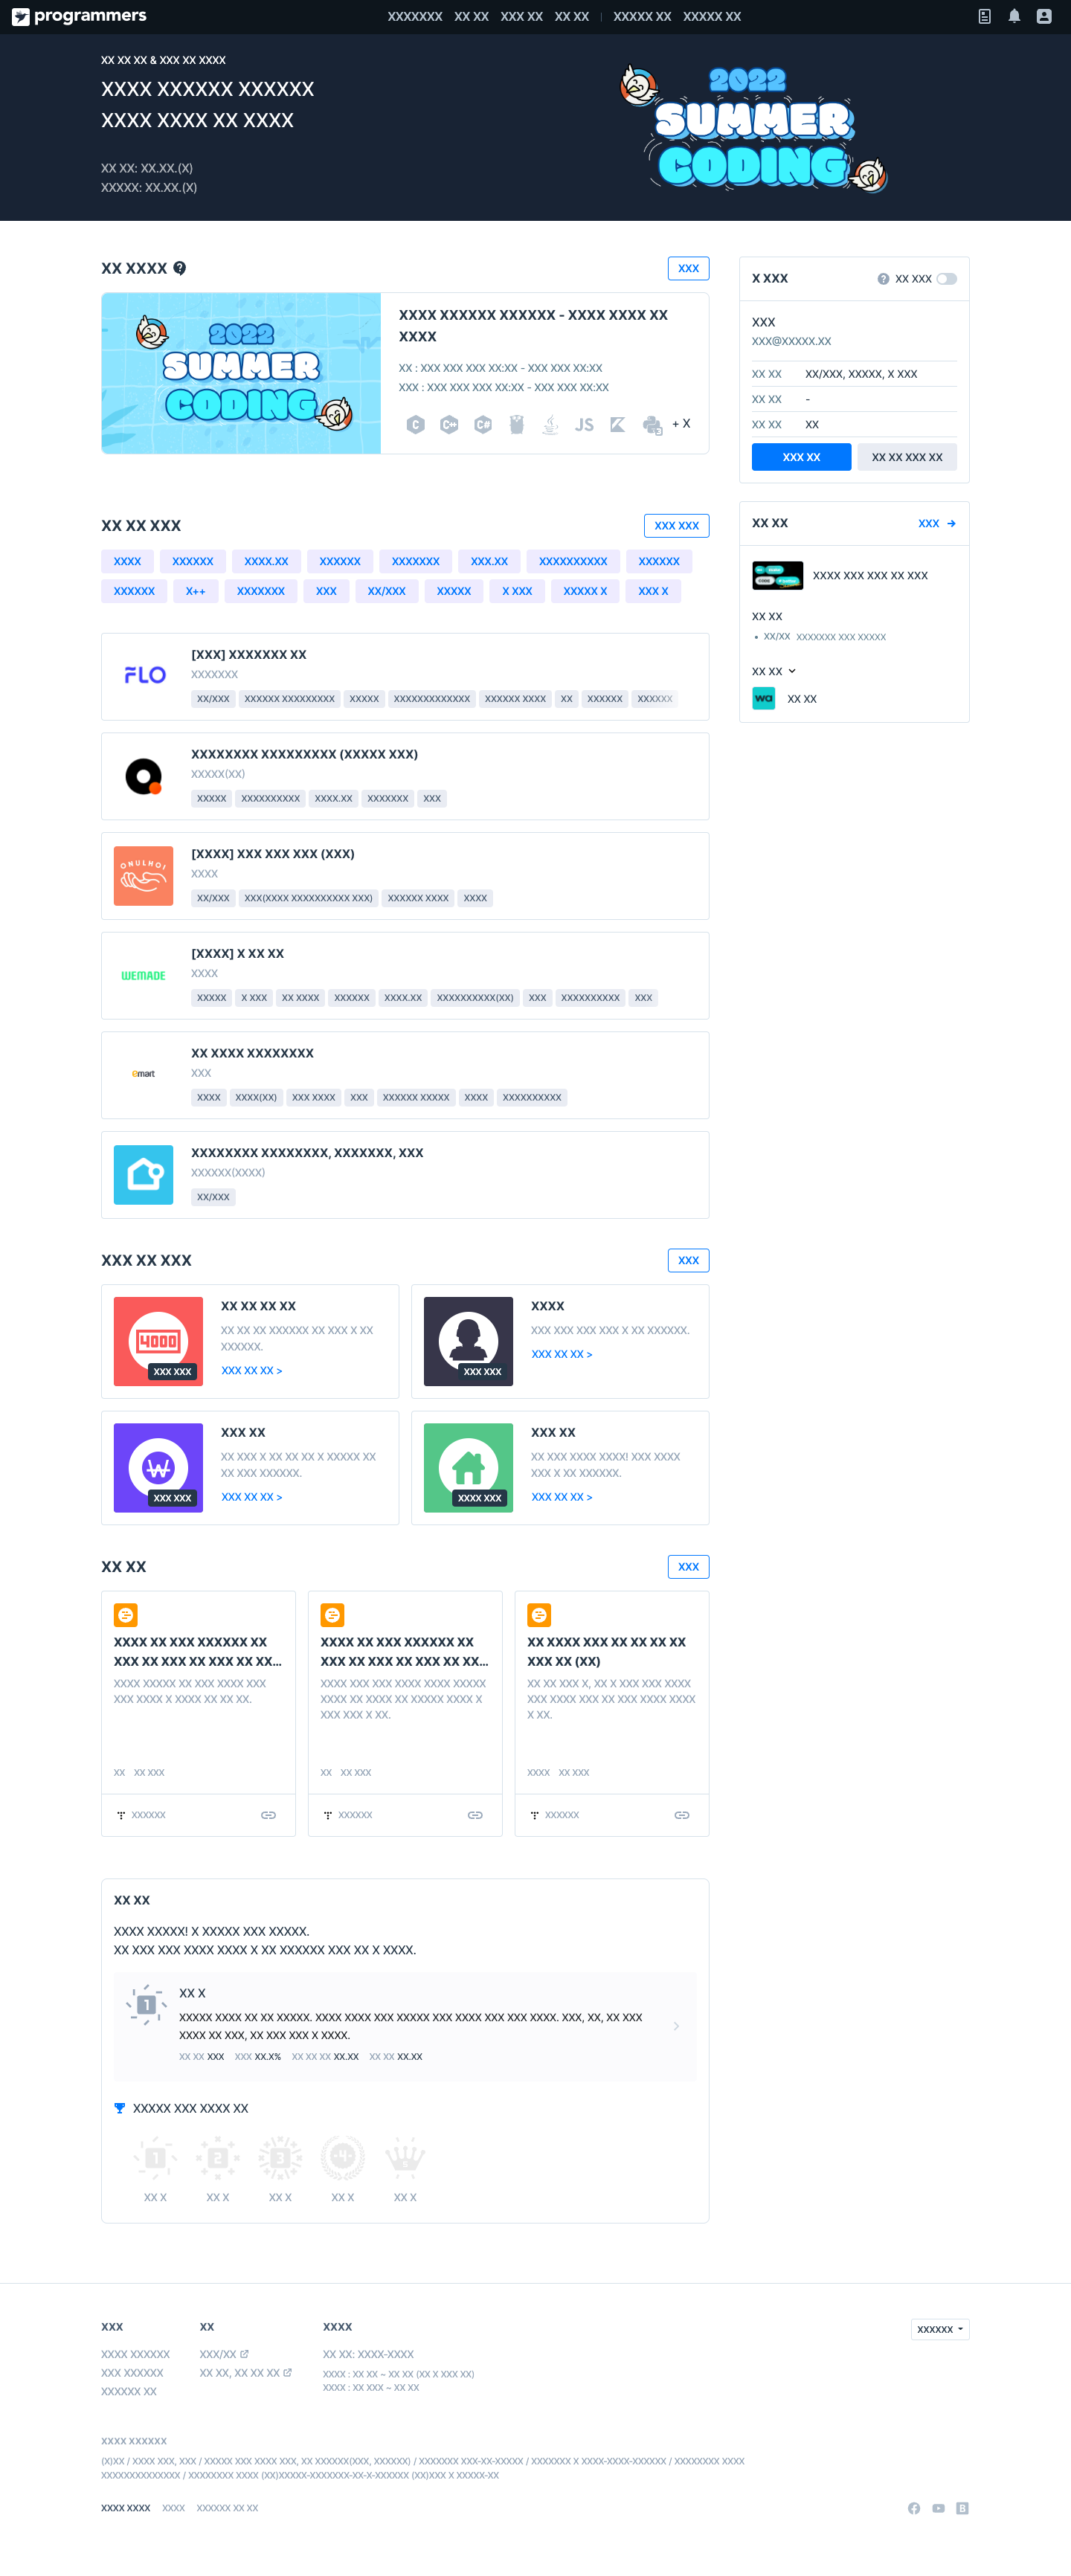 programmers
XXXXXXX XX XX XXX XX XX XX | XXXXX XX XXXXX XX
XX XX XX & XXX XX XXXX
XXXX XXXXXX XXXXXX
XXXX XXXX XX XXXX
XX XX: XX.XX.(X)
XXXXX: XX.XX.(X)
2022
SUMMER
CODING
XX XXXX
XXX
2022
SUMMER
CODING
XXXX XXXXXX XXXXXX - XXXX XXXX XX
XXXX
XX : XXX XXX XXX XX:XX - XXX XXX XX:XX
XXX : XXX XXX XXX XX:XX - XXX XXX XX:XX
C C++ C# JS 3 + X
X XXX
XX XXX
XXX
XXX@XXXXX.XX
XX XX XX/XXX, XXXXX, X XXX
XX XX -
XX XX XX
XXX XX
XX XX XXX XX
XX XX
XXX
XXXX XXX XXX XX XXX
XX XX
• XX/XX XXXXXXX XXX XXXXX
XX XX
wa
XX XX
XX XX XXX
XXX XXX
XXXX XXXXXX XXXX.XX XXXXXX XXXXXXX XXX.XX XXXXXXXXXX XXXXXX
XXXXXX X++ XXXXXXX XXX XX/XXX XXXXX X XXX XXXXX X XXX X
FLO
[XXX] XXXXXXX XX
XXXXXXX
XX/XXX XXXXXX XXXXXXXXX XXXXX XXXXXXXXXXXXX XXXXXX XXXX XX XXXXXX XXXXXX
XXXXXXXX XXXXXXXXX (XXXXX XXX)
XXXXX(XX)
XXXXX XXXXXXXXXX XXXX.XX XXXXXXX XXX
ONULHOI
[XXXX] XXX XXX XXX (XXX)
XXXX
XX/XXX XXX(XXXX XXXXXXXXXX XXX) XXXXXX XXXX XXXX
WEMADE
[XXXX] X XX XX
XXXX
XXXXX X XXX XX XXXX XXXXXX XXXX.XX XXXXXXXXXX(XX) XXX XXXXXXXXXX XXX
emart
XX XXXX XXXXXXXX
XXX
XXXX XXXX(XX) XXX XXXX XXX XXXXXX XXXXX XXXX XXXXXXXXXX
XXXXXXXX XXXXXXXX, XXXXXXX, XXX
XXXXXX(XXXX)
XX/XXX
XXX XX XXX
XXX
4000
XXX XXX
XX XX XX XX
XX XX XX XXXXXX XX XXX X XX
XXXXXX.
XXX XX XX >
XXX XXX
XXXX
XXX XXX XXX XXX X XX XXXXXX.
XXX XX XX >
₩
XXX XXX
XXX XX
XX XXX X XX XX XX X XXXXX XX
XX XXX XXXXXX.
XXX XX XX >
XXXX XXX
XXX XX
XX XXX XXXX XXXX! XXX XXXX
XXX X XX XXXXXX.
XXX XX XX >
XX XX
XXX
XXXX XX XXX XXXXXX XX
XXX XX XXX XX XXX XX XX...
XXXX XXXXX XX XXX XXXX XXX
XXX XXXX X XXXX XX XX XX.
XX XX XXX
XXXXXX
XXXX XX XXX XXXXXX XX
XXX XX XXX XX XXX XX XX...
XXXX XXX XXX XXXX XXXX XXXXX
XXXX XX XXXX XX XXXXX XXXX X
XXX XXX X XX.
XX XX XXX
XXXXXX
XX XXXX XXX XX XX XX XX
XXX XX (XX)
XX XX XXX X, XX X XXX XXX XXXX
XXX XXXX XXX XX XXX XXXX XXXX
X XX.
XXXX XX XXX
XXXXXX
XX XX
XXXX XXXXX! X XXXXX XXX XXXXX.
XX XXX XXX XXXX XXXX X XX XXXXXX XXX XX X XXXX.
1
XX X
XXXXX XXXX XX XX XXXXX. XXXX XXXX XXX XXXXX XXX XXXX XXX XXX XXXX. XXX, XX, XX XXX
XXXX XX XXX, XX XXX XXX X XXXX.
XX XX XXX XXX XX.X% XX XX XX XX.XX XX XX XX.XX
XXXXX XXX XXXX XX
1 2 3 4 5
XX X XX X XX X XX X XX X
XXX
XXXX XXXXXX
XXX XXXXXX
XXXXXX XX
XX
XXX/XX
XX XX, XX XX XX
XXXX
XX XX: XXXX-XXXX
XXXX : XX XX ~ XX XX (XX X XXX XX)
XXXX : XX XXX ~ XX XX
XXXXXX
XXXX XXXXXX
(X)XX / XXXX XXX, XXX / XXXXX XXX XXXX XXX, XX XXXXXX(XXX, XXXXXX) / XXXXXXX XXX-XX-XXXXX / XXXXXXX X XXXX-XXXX-XXXXXX / XXXXXXXX XXXX
XXXXXXXXXXXXXX / XXXXXXXX XXXX (XX)XXXXX-XXXXXXX-XX-X-XXXXXX (XX)XXX X XXXXX-XX
XXXX XXXX XXXX XXXXXX XX XX
B